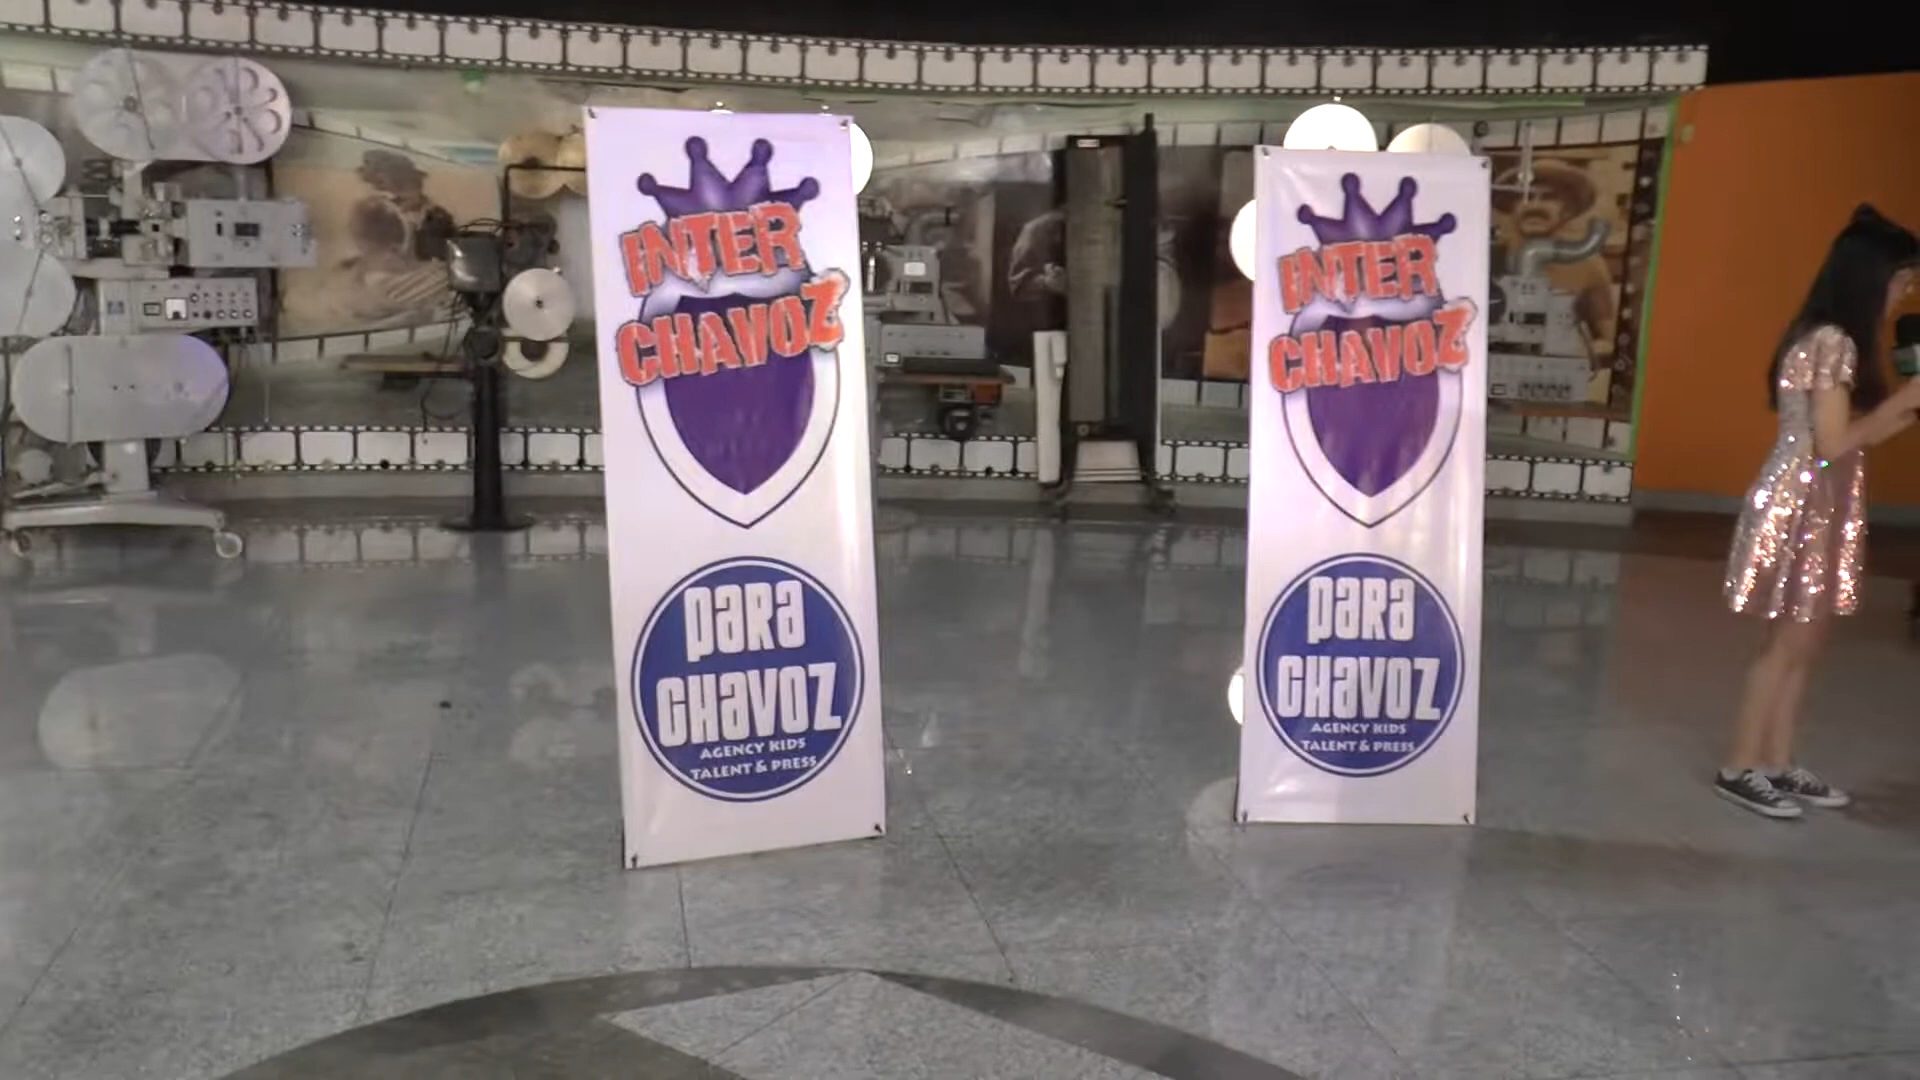 INTER
CHAVOZ
PARA
CHAVOZ
AGENCY KIDS
TALENT & PRESS
INTER
CHAVOZ
PARA
CHAVOZ
AGENCY KIDS
TALENT & PRESS